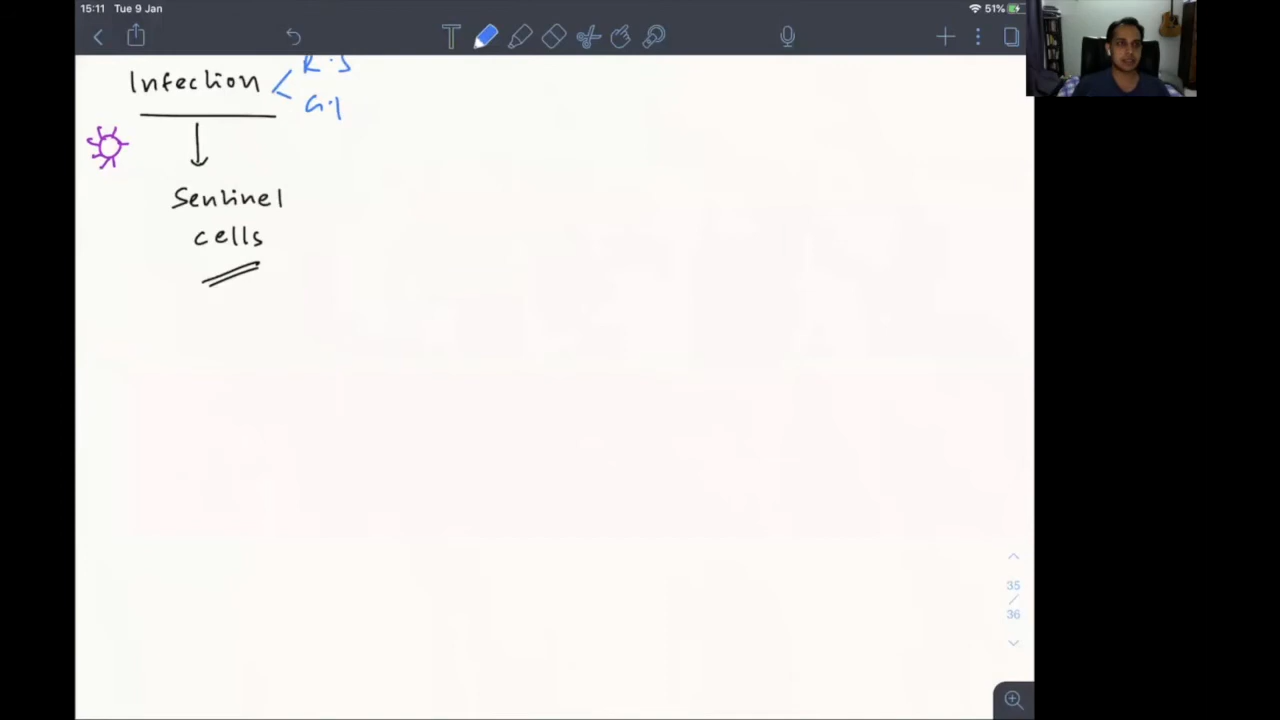 15:11 Tue 9 Jan
51%
T
Infection
R.S
G.I
Sentinel
cells
35
/
36